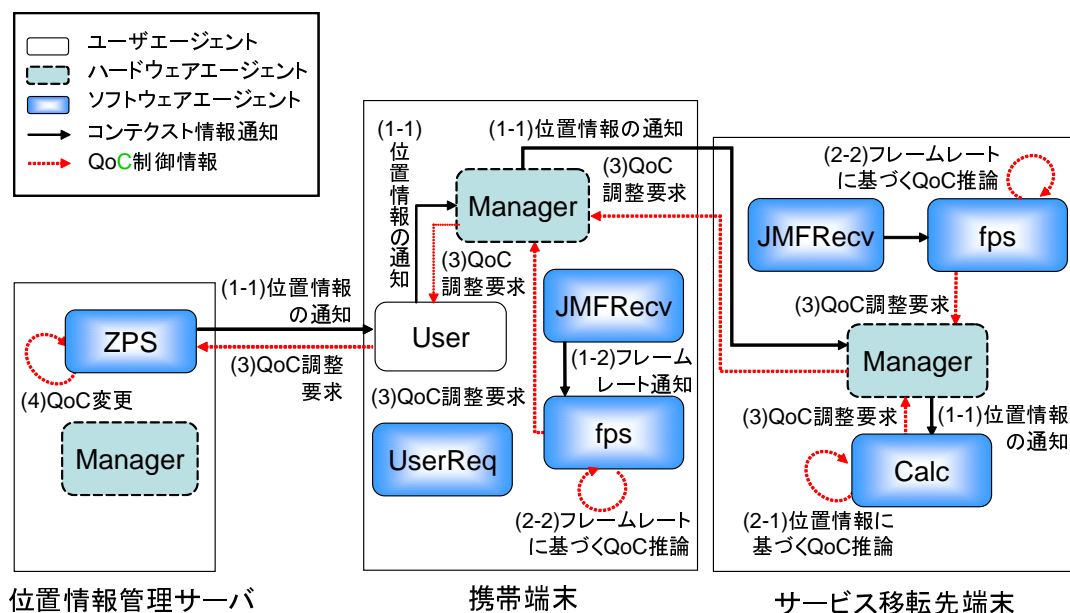 ユーザエージェント
ハードウェアエージェント
ソフトウェアエージェント
コンテクスト情報通知
QoC制御情報
ZPS
(4)QoC変更
Manager
位置情報管理サーバ
(1-1)位置情報
の通知
(3)QoC調整
要求
(1-1)
位置情報の通知
Manager
(3)QoC
調整要求
User
(3)QoC調整要求
UserReq
JMFRecv
(1-2)フレーム
レート通知
fps
(2-2)フレームレート
に基づくQoC推論
携帯端末
(1-1)位置情報の通知
(3)QoC
調整要求
(2-2)フレームレート
に基づくQoC推論
JMFRecv
fps
(3)QoC調整要求
Manager
(3)QoC調整要求
(1-1)位置情報
の通知
Calc
(2-1)位置情報に
基づくQoC推論
サービス移転先端末